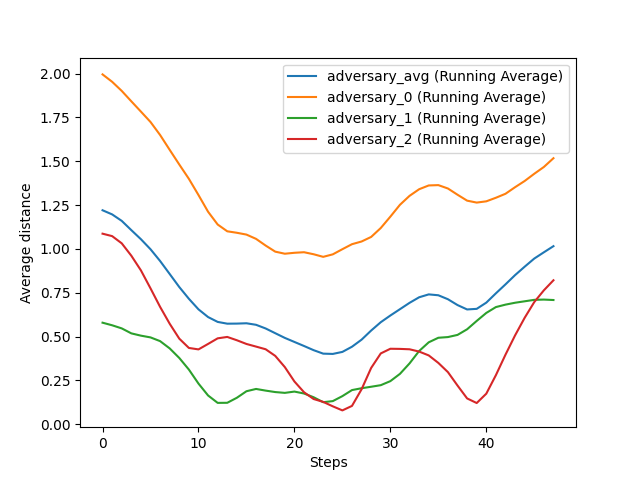 adversary_avg (Running Average)
adversary_0 (Running Average)
adversary_1 (Running Average)
adversary_2 (Running Average)
Average distance
2.00
1.75
1.50
1.25
1.00
0.75
0.50
0.25
0.00
0 10 20 30 40
Steps